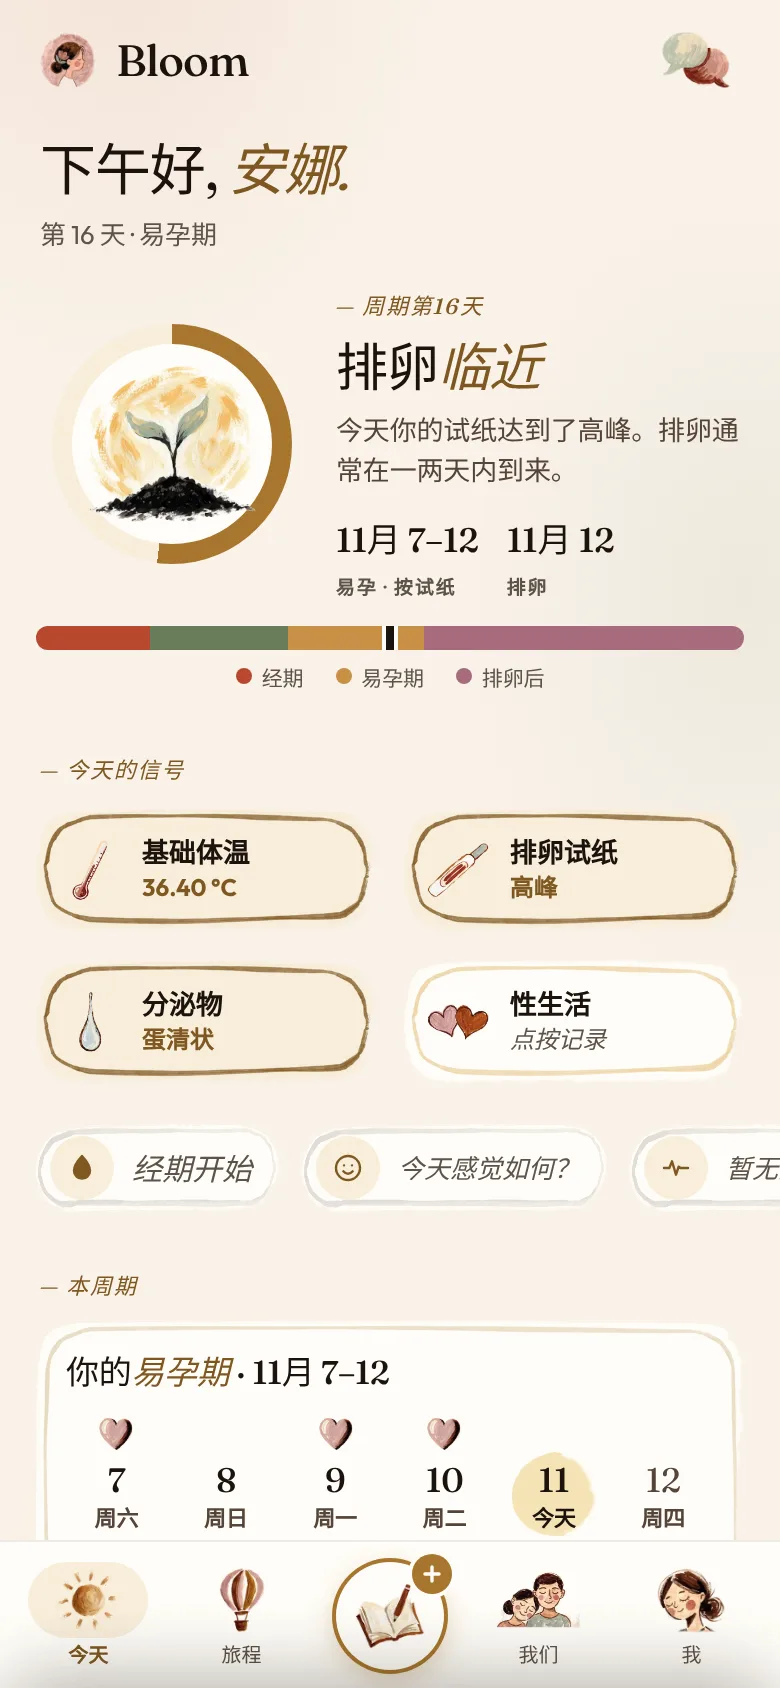 Bloom
下午好, 安娜.
第 16 天 · 易孕期
— 周期第16天
排卵临近
今天你的试纸达到了高峰。排卵通
常在一两天内到来。
11月 7–12 11月 12
易孕 · 按试纸 排卵
经期 易孕期 排卵后
— 今天的信号
基础体温
36.40 °C
排卵试纸
高峰
分泌物
蛋清状
性生活
点按记录
经期开始 今天感觉如何? 暂无
— 本周期
你的易孕期 · 11月 7–12
7 8 9 10 11 12
周六 周日 周一 周二 今天 周四
今天 旅程 我们 我